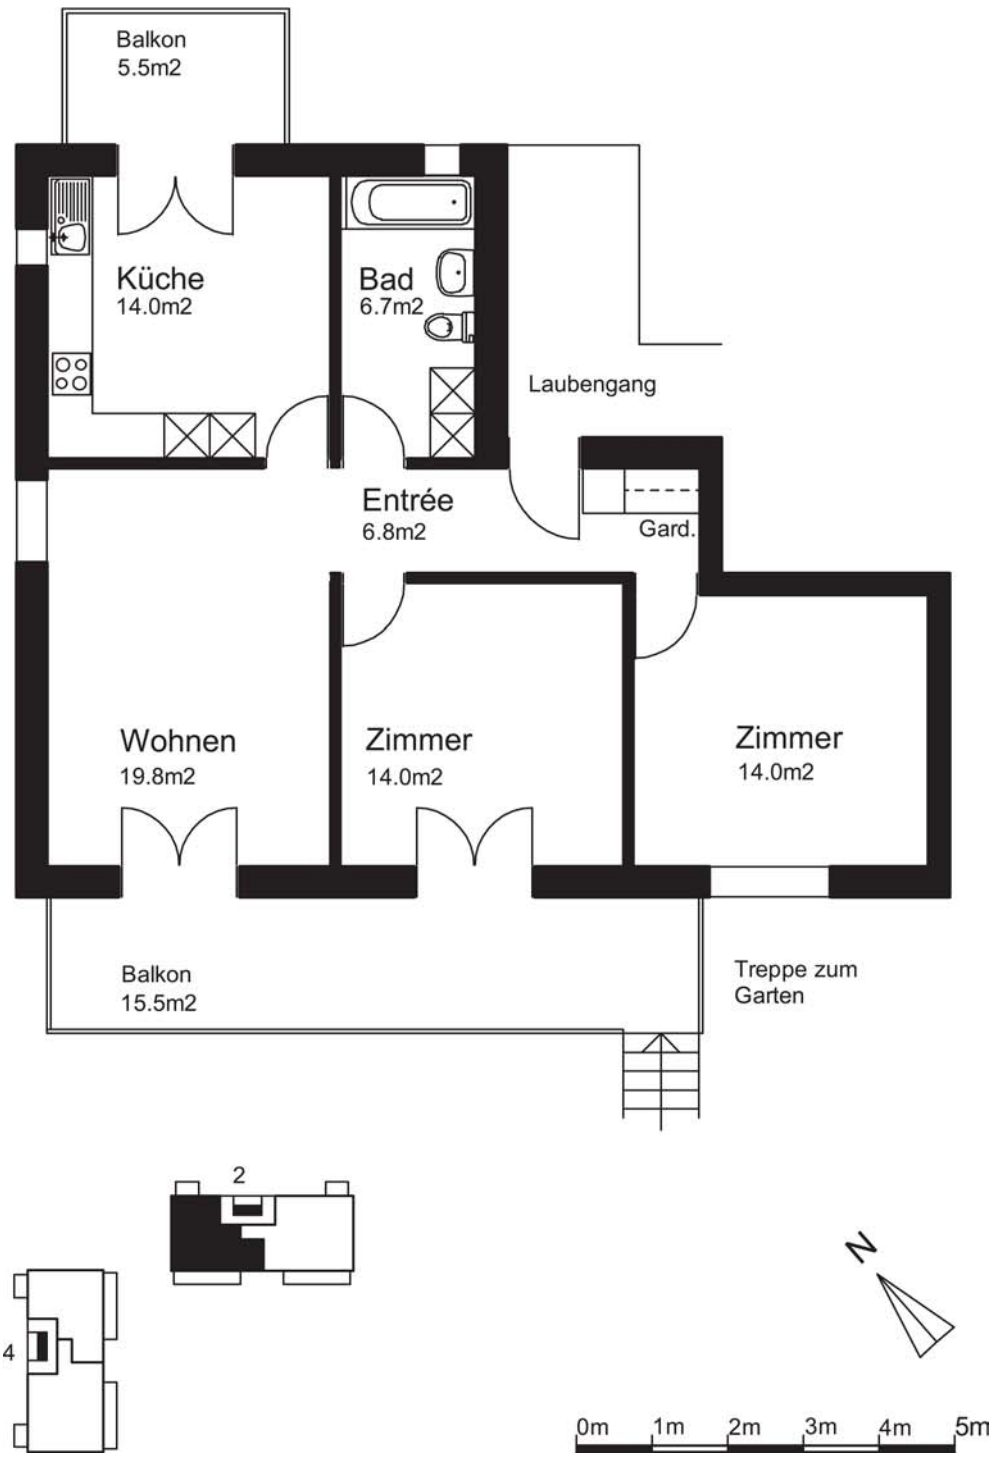 Balkon
5.5m2
Küche
14.0m2
Bad
6.7m2
Laubengang
Entrée
6.8m2
Gard.
Wohnen
19.8m2
Zimmer
14.0m2
Zimmer
14.0m2
Balkon
15.5m2
Treppe zum
Garten
2
4
N
0m 1m 2m 3m 4m 5m